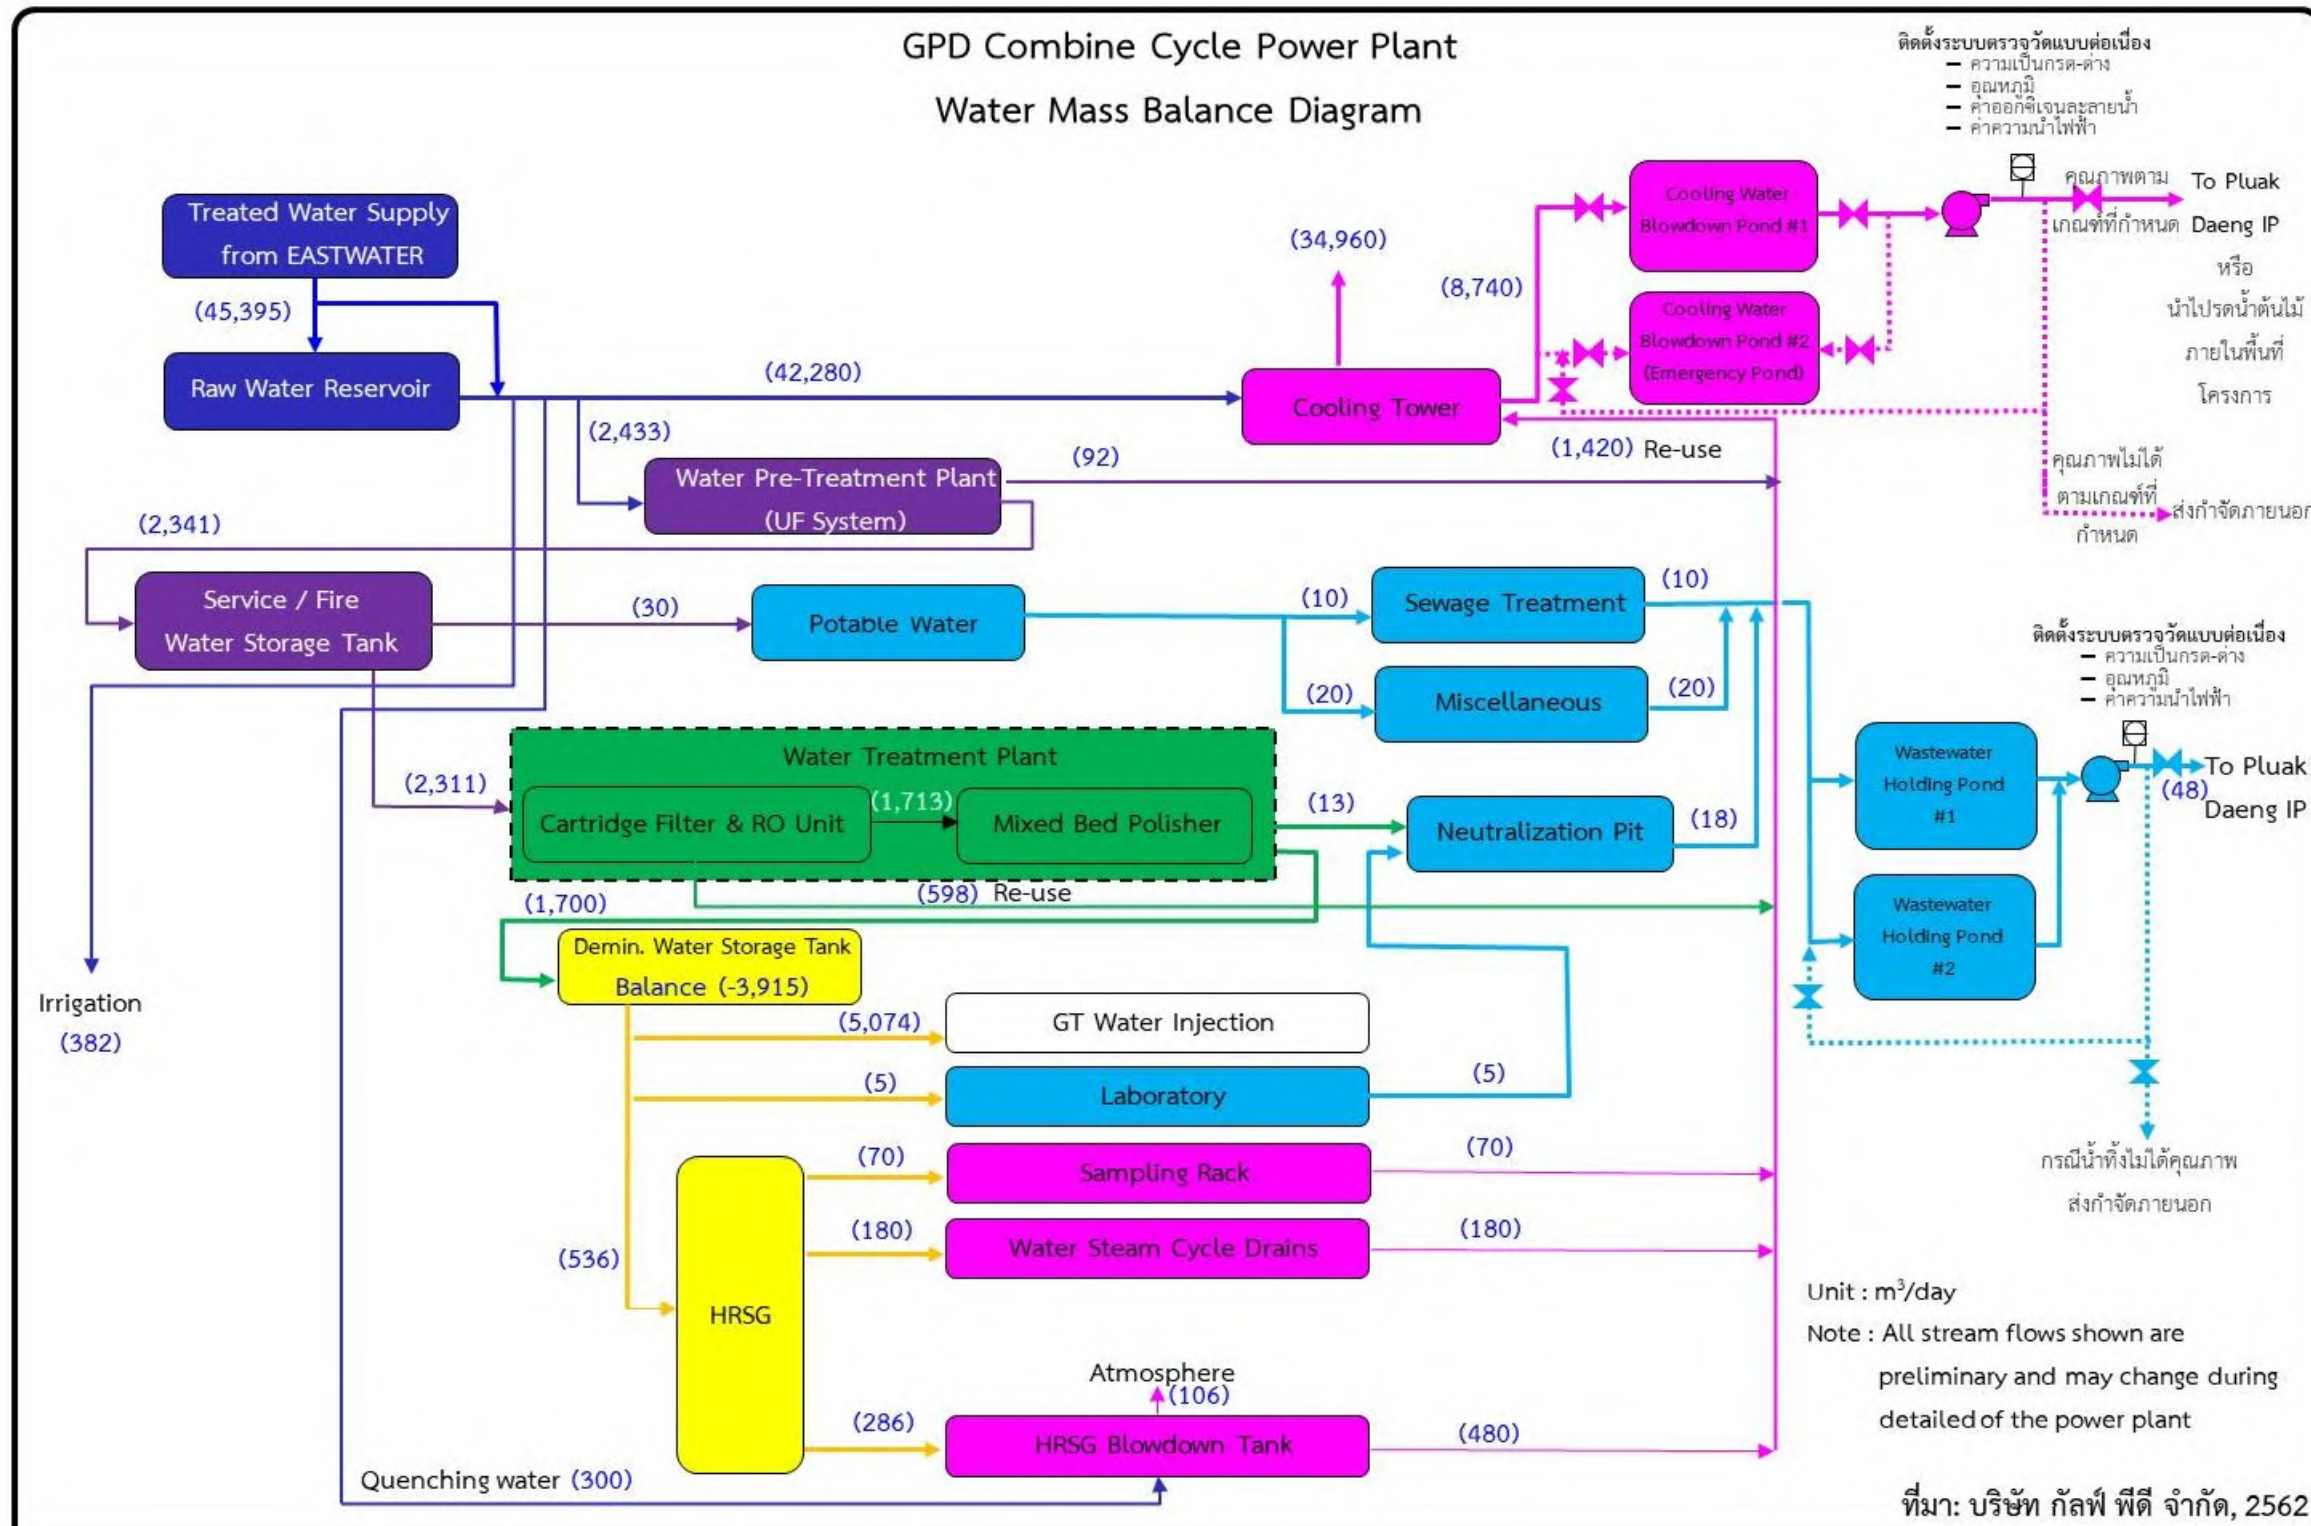 GPD Combine Cycle Power Plant
Water Mass Balance Diagram
ติดตั้งระบบตรวจวัดแบบต่อเนื่อง
– ความเป็นกรด-ด่าง
– อุณหภูมิ
– ค่าออกซิเจนละลายน้ำ
– ค่าความนำไฟฟ้า
Treated Water Supply
from EASTWATER
(45,395)
Raw Water Reservoir
(42,280)
(34,960)
Cooling Tower
(8,740)
Cooling Water
Blowdown Pond #1
Cooling Water
Blowdown Pond #2
(Emergency Pond)
คุณภาพตาม
เกณฑ์ที่กำหนด
To Pluak
Daeng IP
หรือ
นำไปรดน้ำต้นไม้
ภายในพื้นที่
โครงการ
(1,420) Re-use
คุณภาพไม่ได้
ตามเกณฑ์ที่
กำหนด
ส่งกำจัดภายนอก
(2,433)
Water Pre-Treatment Plant
(UF System)
(92)
(2,341)
Service / Fire
Water Storage Tank
(30)
Potable Water
(10)
Sewage Treatment
(10)
(20)
Miscellaneous
(20)
ติดตั้งระบบตรวจวัดแบบต่อเนื่อง
– ความเป็นกรด-ด่าง
– อุณหภูมิ
– ค่าความนำไฟฟ้า
(2,311)
Water Treatment Plant
Cartridge Filter & RO Unit
(1,713)
Mixed Bed Polisher
(13)
Neutralization Pit
(18)
Wastewater
Holding Pond
#1
To Pluak
(48)
Daeng IP
Wastewater
Holding Pond
#2
(598) Re-use
(1,700)
Demin. Water Storage Tank
Balance (-3,915)
Irrigation
(382)
(5,074)
GT Water Injection
(5)
Laboratory
(5)
(70)
Sampling Rack
(70)
(180)
Water Steam Cycle Drains
(180)
(536)
HRSG
กรณีน้ำทิ้งไม่ได้คุณภาพ
ส่งกำจัดภายนอก
Atmosphere
(106)
(286)
HRSG Blowdown Tank
(480)
Quenching water (300)
Unit : m³/day
Note : All stream flows shown are
preliminary and may change during
detailed of the power plant
ที่มา: บริษัท กัลฟ์ พีดี จำกัด, 2562